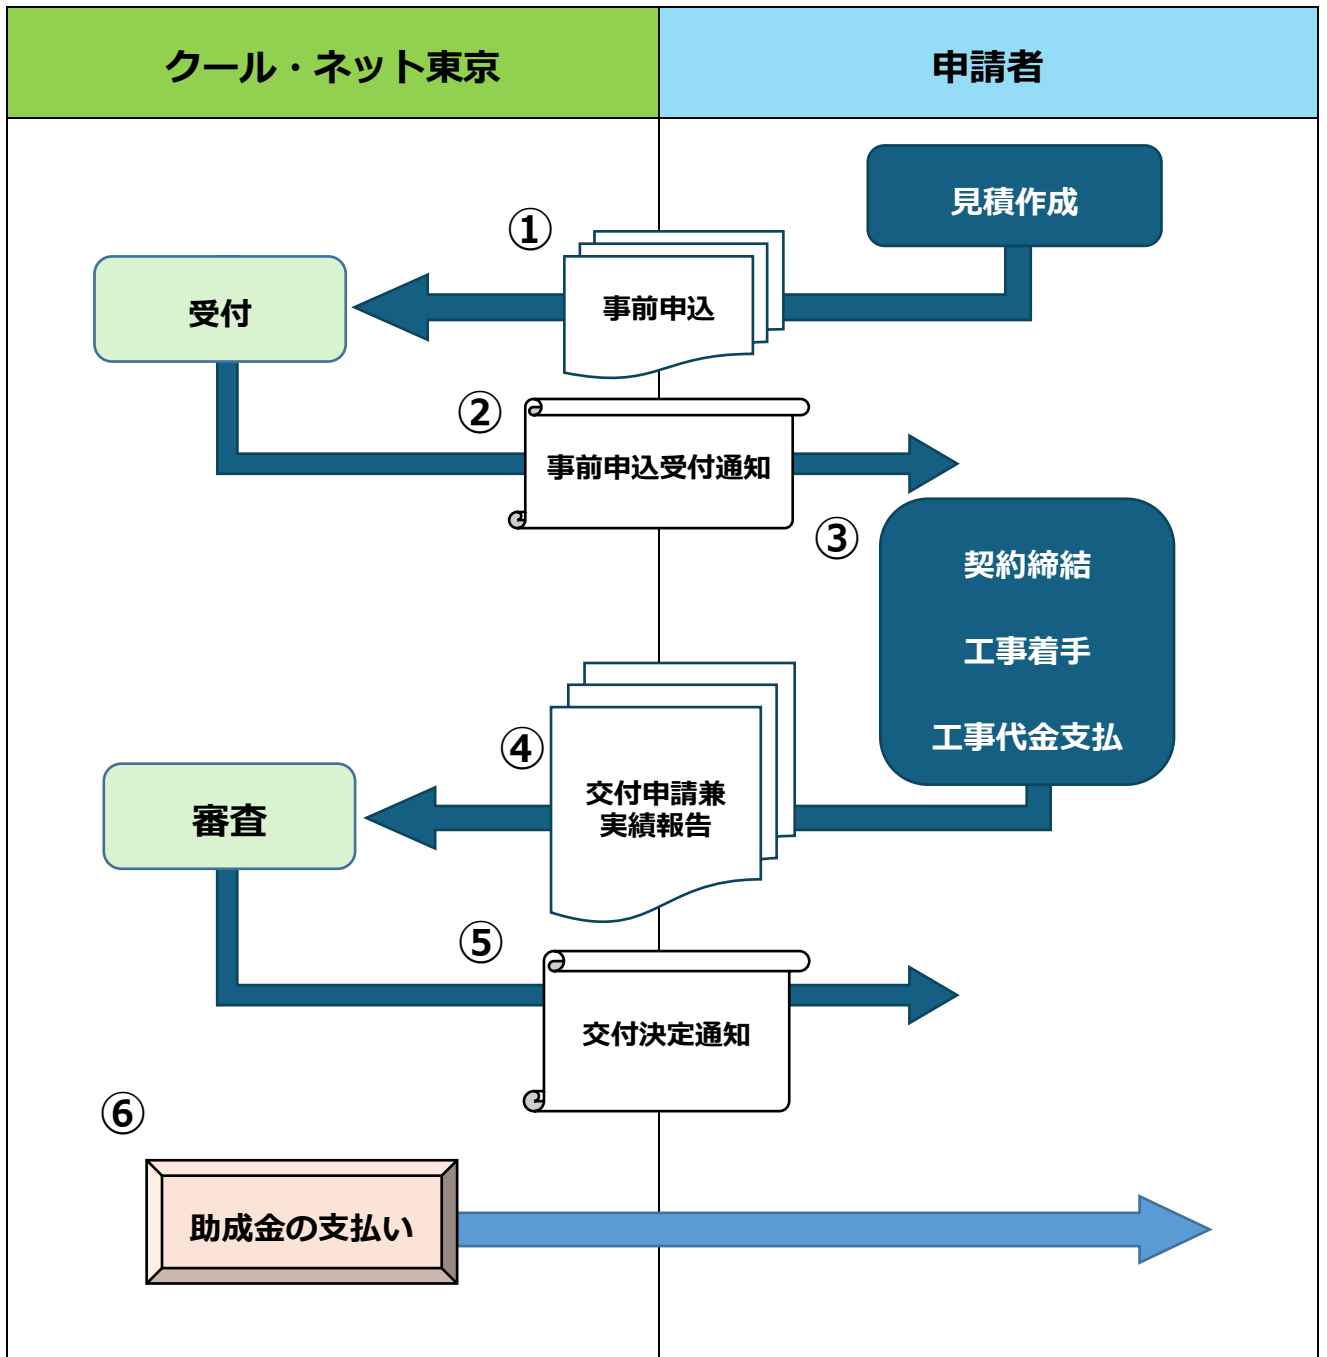 クール・ネット東京
申請者
見積作成
①
事前申込
受付
②
事前申込受付通知
③
契約締結
工事着手
工事代金支払
④
交付申請兼
実績報告
審査
⑤
交付決定通知
⑥
助成金の支払い